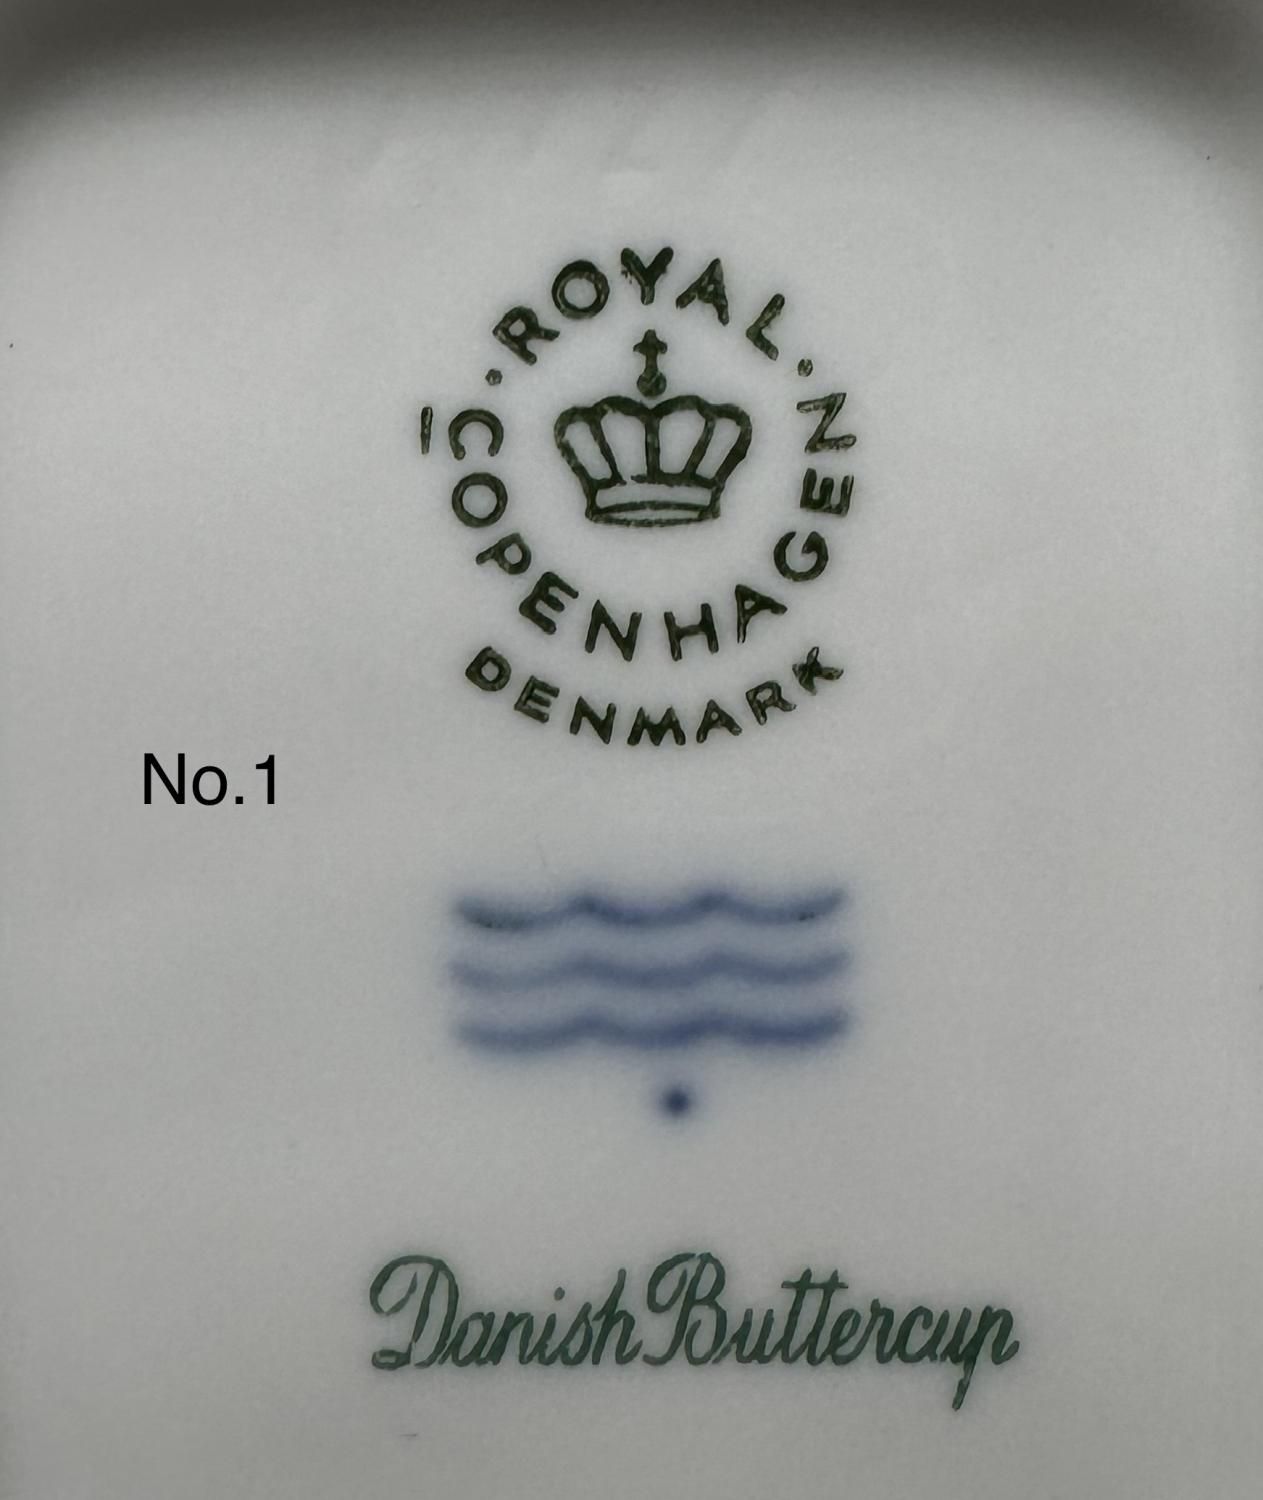 · ROYAL ·
COPENHAGEN
DENMARK
No.1
Danish Buttercup